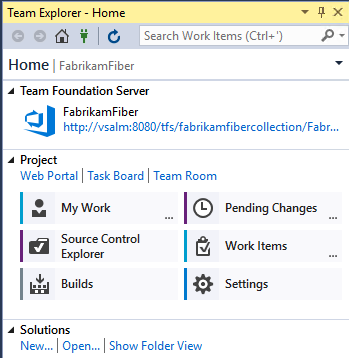 Team Explorer - Home
Search Work Items (Ctrl+')
Home | FabrikamFiber
Team Foundation Server
FabrikamFiber
http://vsalm:8080/tfs/fabrikamfibercollection/Fabr...
Project
Web Portal | Task Board | Team Room
My Work ...
Pending Changes ...
Source Control
Explorer
Work Items ...
Builds
Settings
Solutions
New... | Open... | Show Folder View